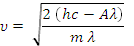 υ = √(2 (hc − Aλ) / m λ)